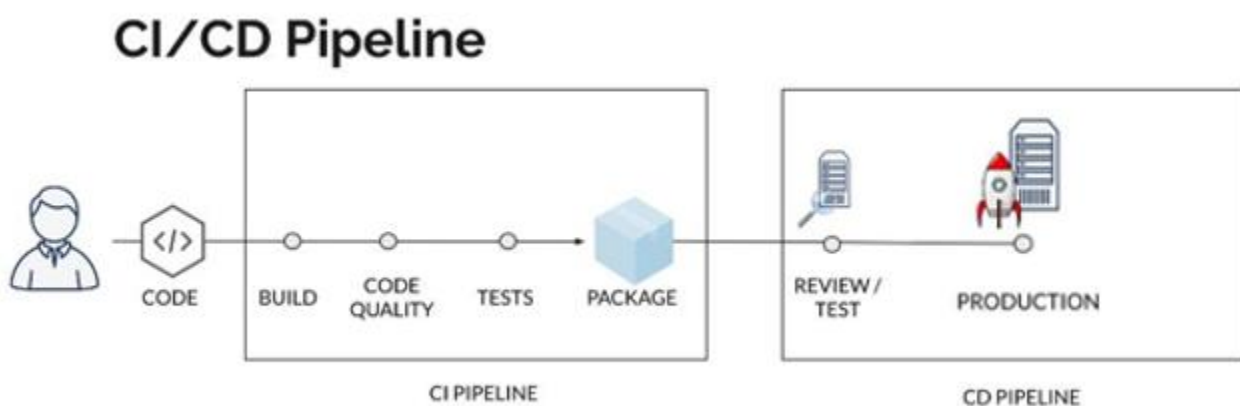 CI/CD Pipeline
</>
CODE
BUILD
CODE
QUALITY
TESTS
PACKAGE
REVIEW /
TEST
PRODUCTION
CI PIPELINE
CD PIPELINE